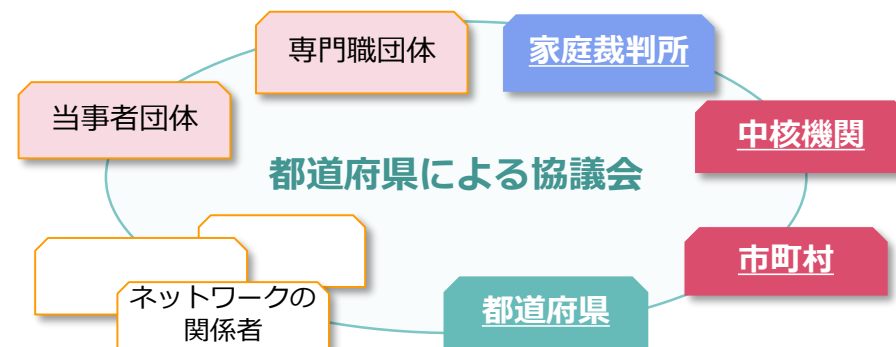 専門職団体
家庭裁判所
当事者団体
中核機関
都道府県による協議会
市町村
ネットワークの
関係者
都道府県